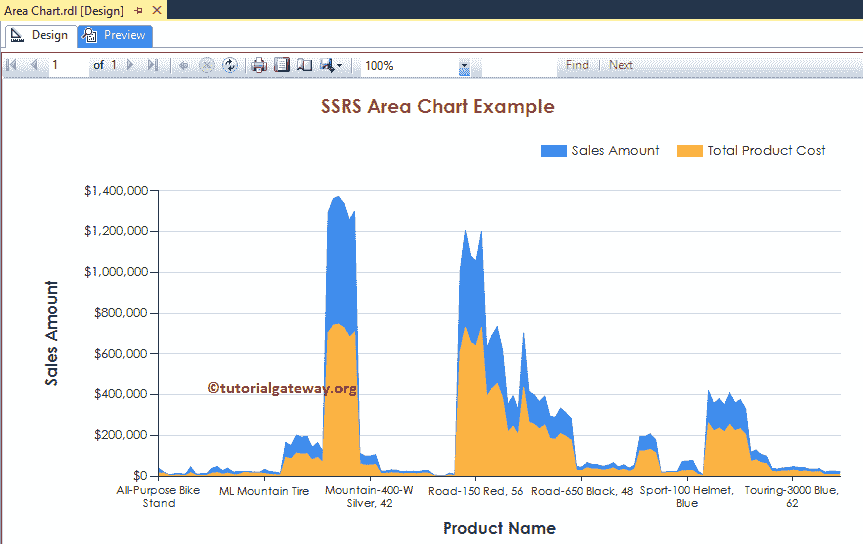 Area Chart.rdl [Design]
Design
Preview
1 of 1
100%
Find | Next
SSRS Area Chart Example
Sales Amount
Total Product Cost
$1,400,000
$1,200,000
$1,000,000
$800,000
$600,000
$400,000
$200,000
$0
Sales Amount
©tutorialgateway.org
All-Purpose Bike
Stand
ML Mountain Tire
Mountain-400-W
Silver, 42
Road-150 Red, 56
Road-650 Black, 48
Sport-100 Helmet,
Blue
Touring-3000 Blue,
62
Product Name